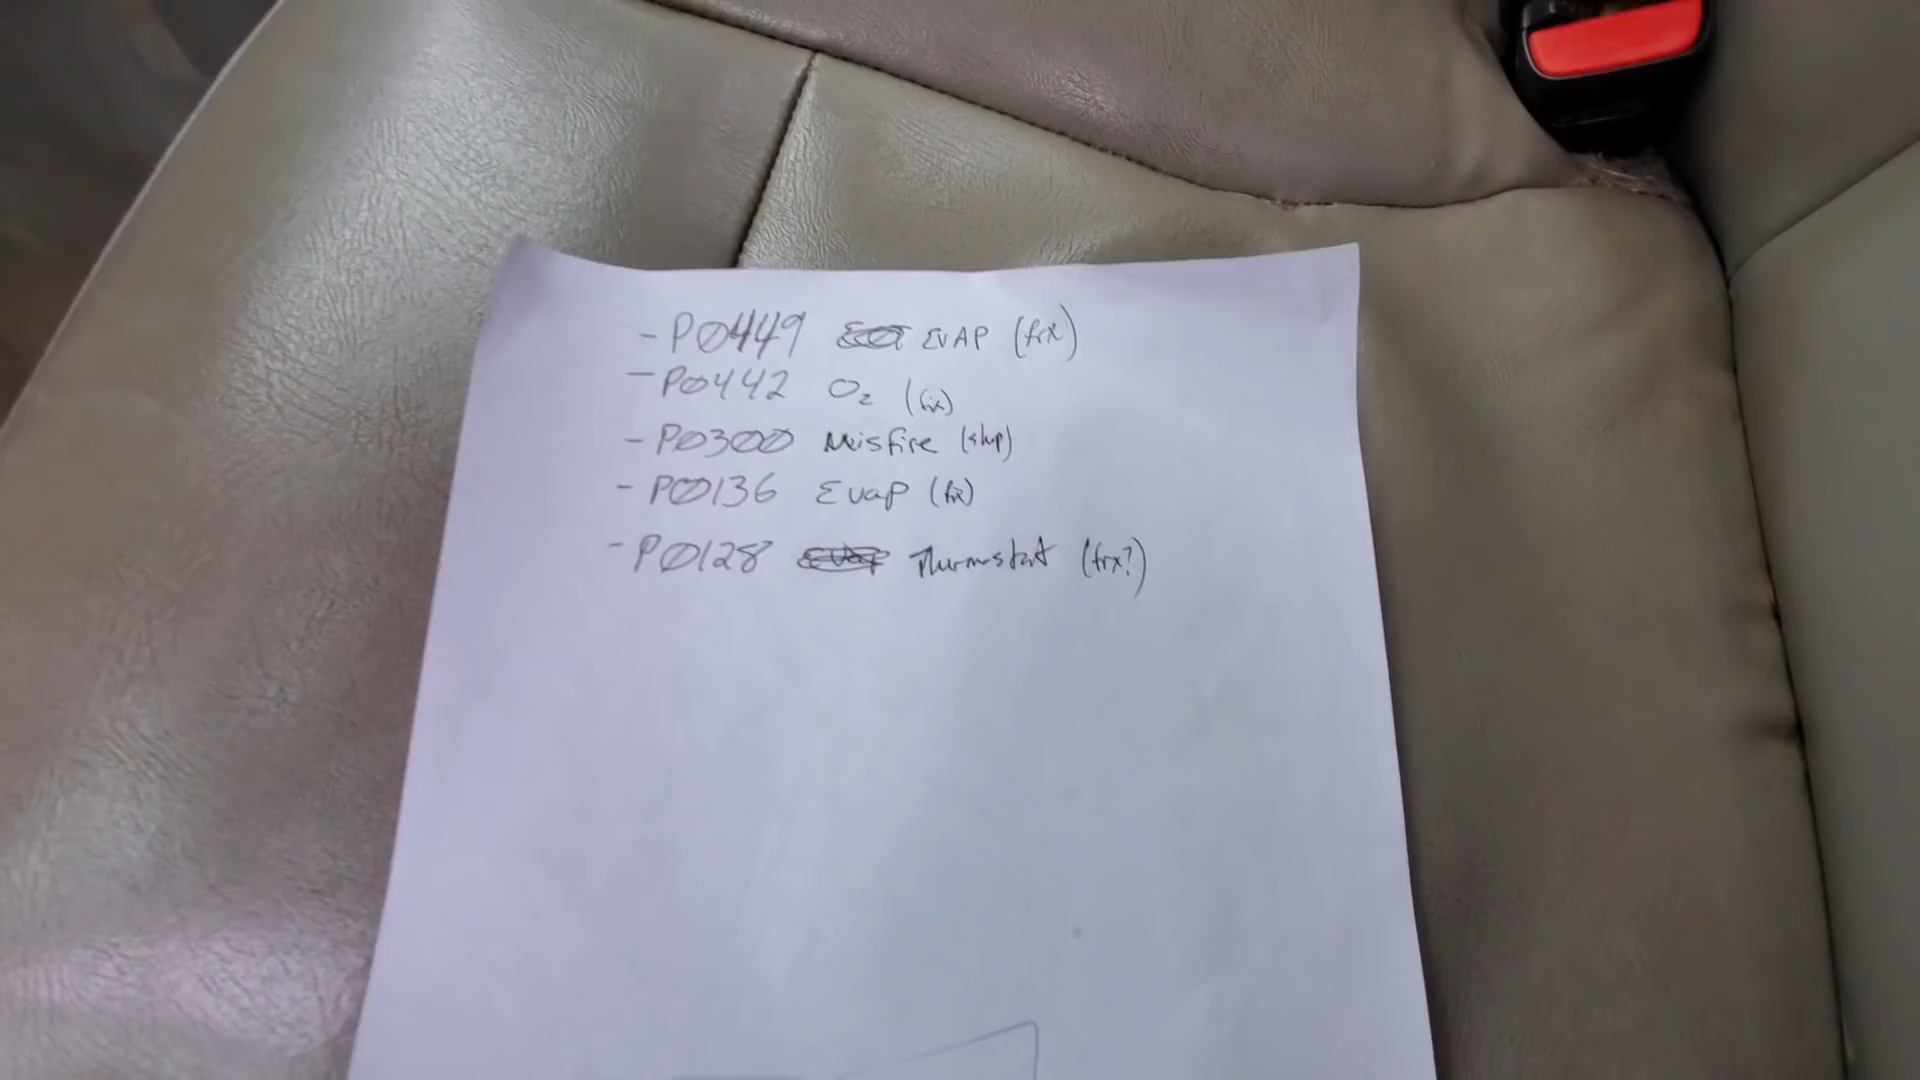 - P0449 EVAP (fix)
- P0442 O2 (fix)
- P0300 Misfire (skip)
- P0136 Evap (fix)
- P0128 Thermostat (fix?)